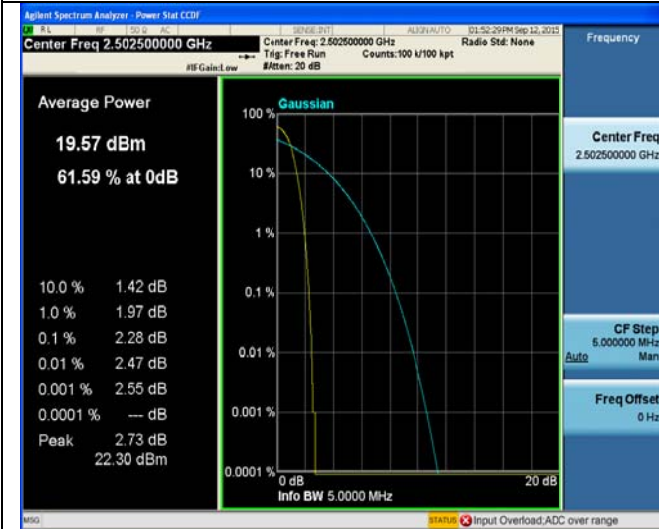 Agilent Spectrum Analyzer - Power Stat CCDF
RL RF 50 Ω AC SENSE:INT ALIGN AUTO 01:52:29 PM Sep 12, 2015
Center Freq 2.502500000 GHz
#IFGain:Low
Center Freq: 2.502500000 GHz
Trig: Free Run Counts:100 k/100 kpt
#Atten: 20 dB
Radio Std: None
Frequency
Average Power
19.57 dBm
61.59 % at 0dB
10.0 % 1.42 dB
1.0 % 1.97 dB
0.1 % 2.28 dB
0.01 % 2.47 dB
0.001 % 2.55 dB
0.0001 % --- dB
Peak 2.73 dB
22.30 dBm
Gaussian
100 %
10 %
1 %
0.1 %
0.01 %
0.001 %
0.0001 %
0 dB 20 dB
Info BW 5.0000 MHz
Center Freq
2.502500000 GHz
CF Step
5.000000 MHz
Auto Man
Freq Offset
0 Hz
MSG STATUS Input Overload;ADC over range